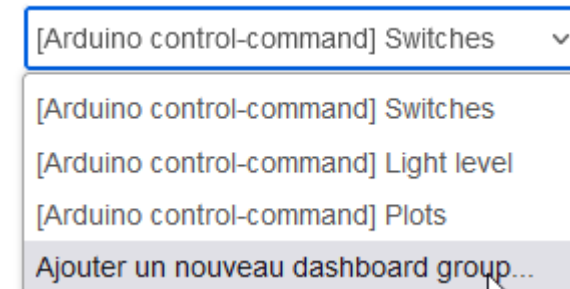 [Arduino control-command] Switches
[Arduino control-command] Switches
[Arduino control-command] Light level
[Arduino control-command] Plots
Ajouter un nouveau dashboard group...